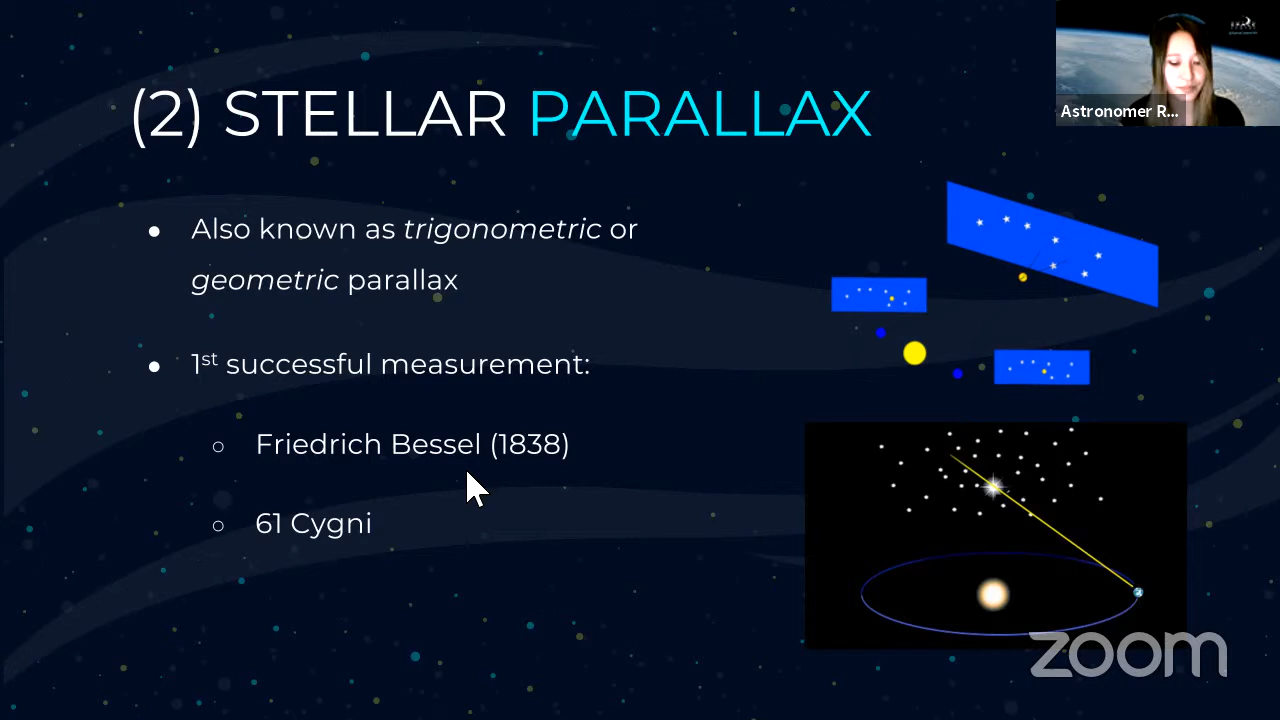 (2) STELLAR PARALLAX
Astronomer R...
● Also known as trigonometric or
geometric parallax
● 1st successful measurement:
○ Friedrich Bessel (1838)
○ 61 Cygni
zoom